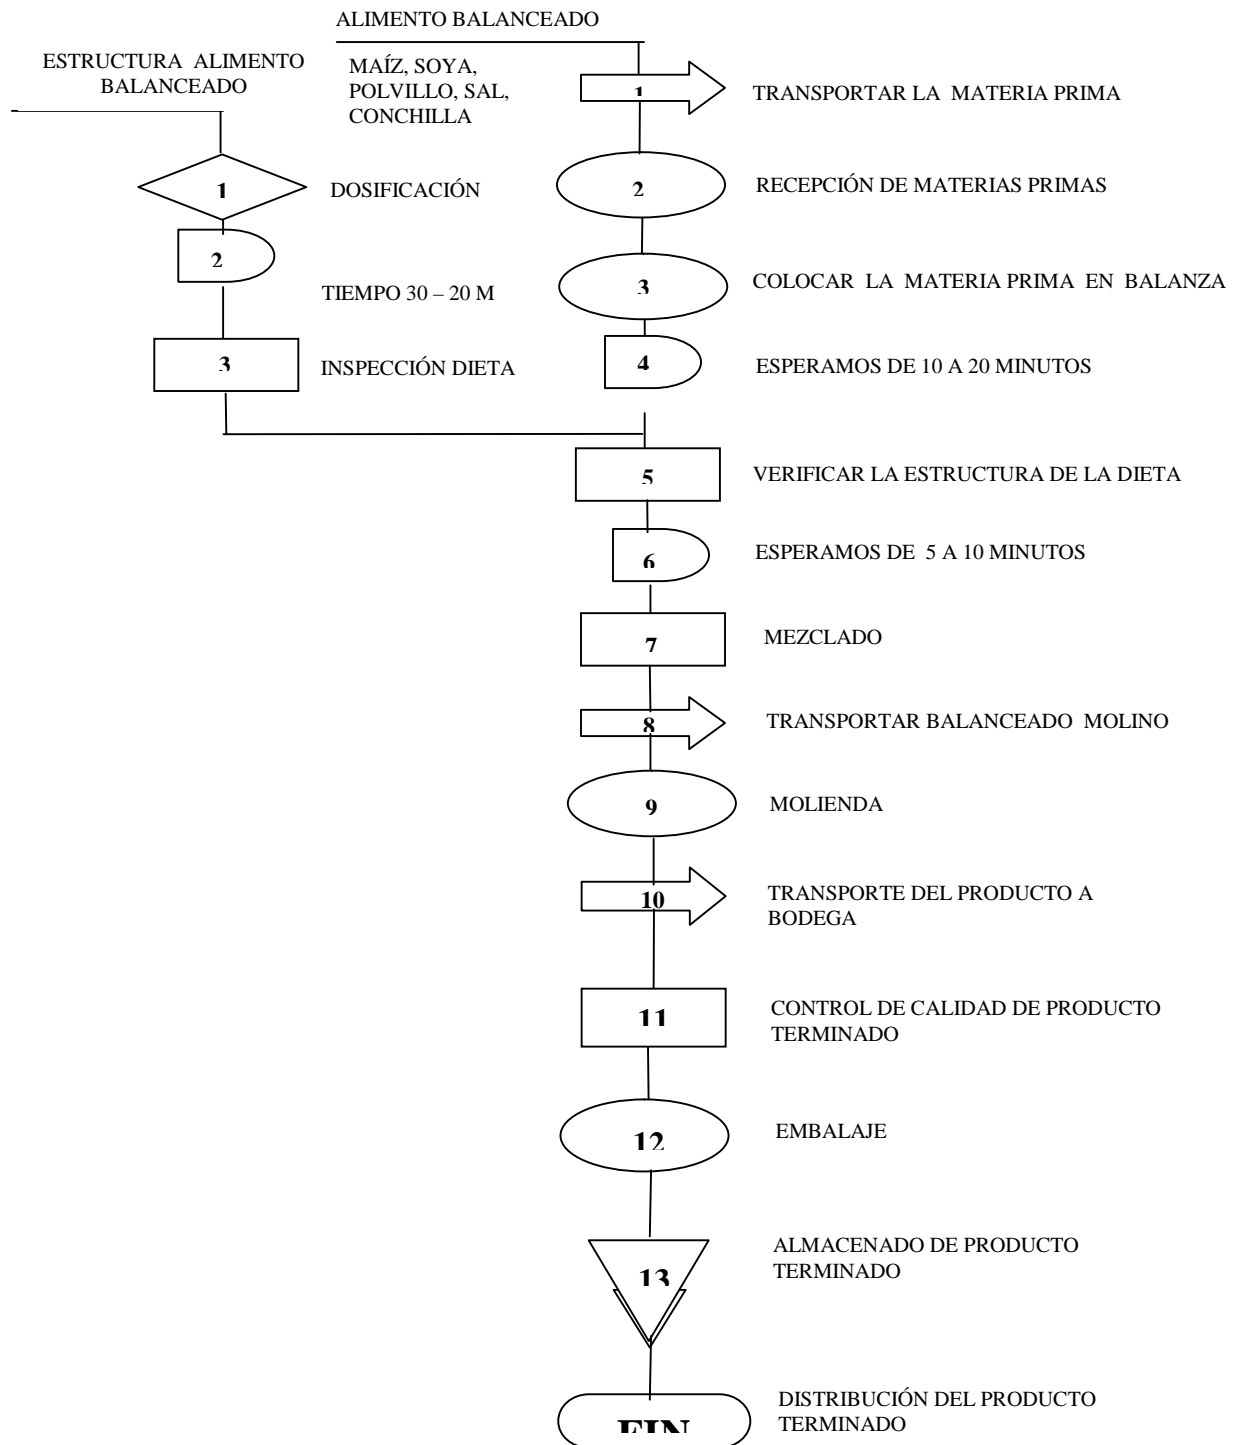 ALIMENTO BALANCEADO
ESTRUCTURA ALIMENTO
BALANCEADO
MAÍZ, SOYA,
POLVILLO, SAL,
CONCHILLA
1
DOSIFICACIÓN
2
TIEMPO 30 – 20 M
3
INSPECCIÓN DIETA
1
TRANSPORTAR LA MATERIA PRIMA
2
RECEPCIÓN DE MATERIAS PRIMAS
3
COLOCAR LA MATERIA PRIMA EN BALANZA
4
ESPERAMOS DE 10 A 20 MINUTOS
5
VERIFICAR LA ESTRUCTURA DE LA DIETA
6
ESPERAMOS DE 5 A 10 MINUTOS
7
MEZCLADO
8
TRANSPORTAR BALANCEADO MOLINO
9
MOLIENDA
10
TRANSPORTE DEL PRODUCTO A
BODEGA
11
CONTROL DE CALIDAD DE PRODUCTO
TERMINADO
12
EMBALAJE
13
ALMACENADO DE PRODUCTO
TERMINADO
FIN
DISTRIBUCIÓN DEL PRODUCTO
TERMINADO